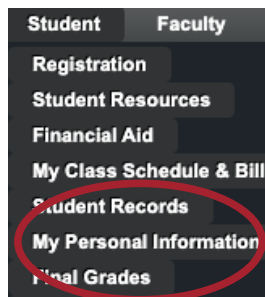 Student Faculty
Registration
Student Resources
Financial Aid
My Class Schedule & Bill
Student Records
My Personal Information
Final Grades